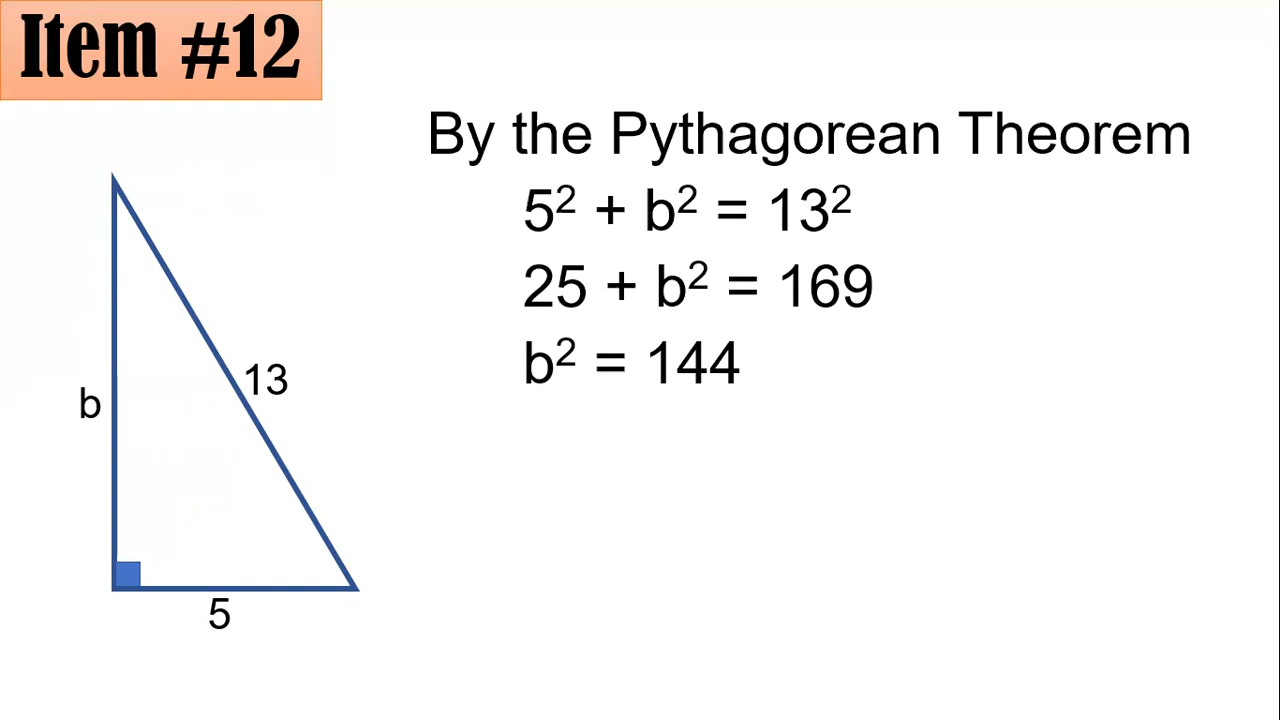 Item #12
By the Pythagorean Theorem
5² + b² = 13²
25 + b² = 169
b² = 144
13
b
5